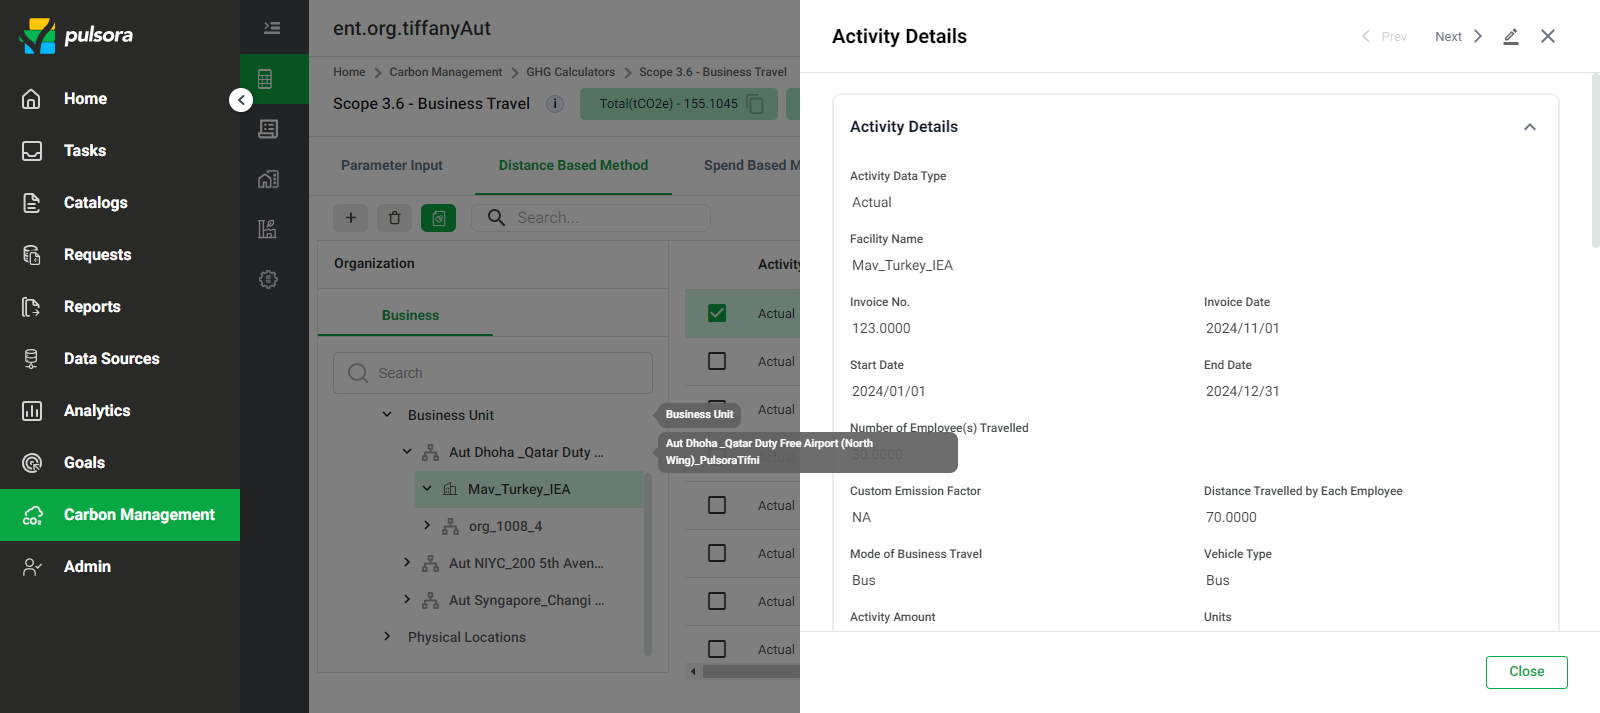 pulsora
Home
Tasks
Catalogs
Requests
Reports
Data Sources
Analytics
Goals
Carbon Management
Admin
ent.org.tiffanyAut
Home > Carbon Management > GHG Calculators > Scope 3.6 - Business Travel
Scope 3.6 - Business Travel i Total(tCO2e) - 155.1045
Parameter Input Distance Based Method Spend Based M
Search...
Organization
Business
Search
Business Unit
Aut Dhoha _Qatar Duty ...
Mav_Turkey_IEA
org_1008_4
Aut NIYC_200 5th Aven...
Aut Syngapore_Changi ...
Physical Locations
Business Unit
Aut Dhoha _Qatar Duty Free Airport (North
Wing)_PulsoraTifni
Activity
Actual
Actual
Actual
Actual
Actual
Actual
Actual
Activity Details
Prev Next
Activity Details
Activity Data Type
Actual
Facility Name
Mav_Turkey_IEA
Invoice No. Invoice Date
123.0000 2024/11/01
Start Date End Date
2024/01/01 2024/12/31
Number of Employee(s) Travelled
30.0000
Custom Emission Factor Distance Travelled by Each Employee
NA 70.0000
Mode of Business Travel Vehicle Type
Bus Bus
Activity Amount Units
Close